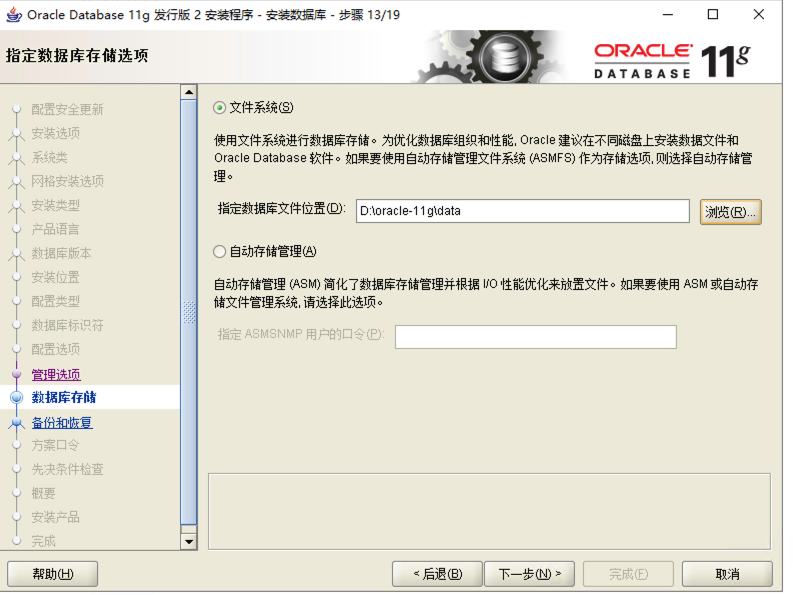 Oracle Database 11g 发行版 2 安装程序 - 安装数据库 - 步骤 13/19
指定数据库存储选项
ORACLE
DATABASE
11g
配置安全更新
安装选项
系统类
网格安装选项
安装类型
产品语言
数据库版本
安装位置
配置类型
数据库标识符
配置选项
管理选项
数据库存储
备份和恢复
方案口令
先决条件检查
概要
安装产品
完成
文件系统(S)
使用文件系统进行数据库存储。为优化数据库组织和性能, Oracle 建议在不同磁盘上安装数据文件和
Oracle Database 软件。如果要使用自动存储管理文件系统 (ASMFS) 作为存储选项, 则选择自动存储管
理。
指定数据库文件位置(D):
D:\oracle-11g\data
浏览(R)...
自动存储管理(A)
自动存储管理 (ASM) 简化了数据库存储管理并根据 I/O 性能优化来放置文件。如果要使用 ASM 或自动存
储文件管理系统, 请选择此选项。
指定 ASMSNMP 用户的口令(P):
帮助(H)
< 后退(B)
下一步(N) >
完成(F)
取消